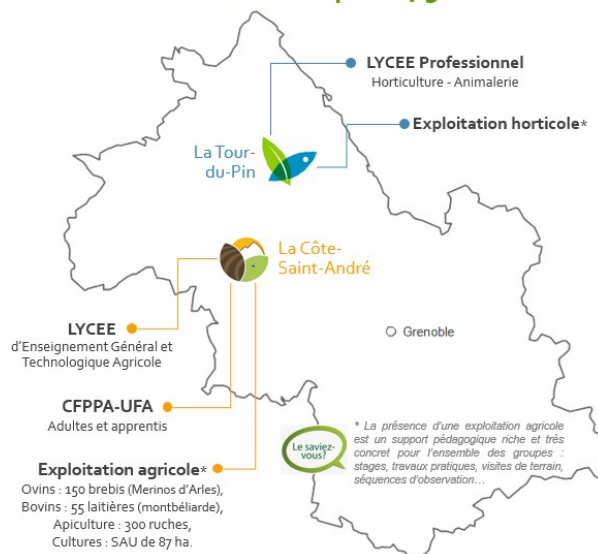 LYCEE Professionnel
Horticulture - Animalerie
Exploitation horticole*
La Tour-
du-Pin
La Côte-
Saint-André
LYCEE
d'Enseignement Général et
Technologique Agricole
Grenoble
CFPPA-UFA
Adultes et apprentis
Le saviez-
vous?
* La présence d'une exploitation agricole
est un support pédagogique riche et très
concret pour l'ensemble des groupes :
stages, travaux pratiques, visites de terrain,
séquences d'observation...
Exploitation agricole*
Ovins : 150 brebis (Merinos d'Arles),
Bovins : 55 laitières (montbéliarde),
Apiculture : 300 ruches,
Cultures : SAU de 87 ha.